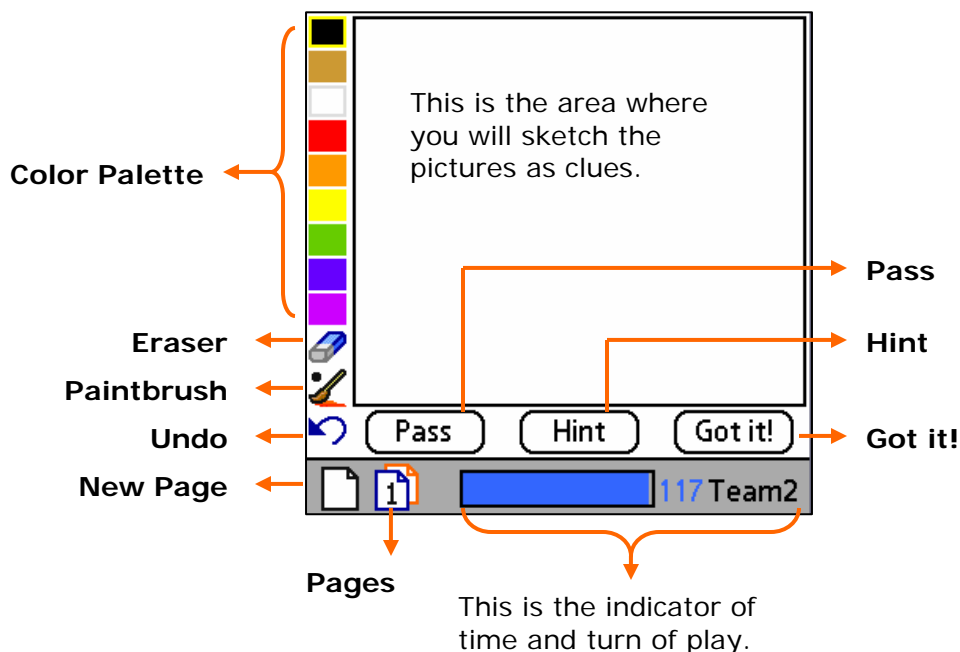 This is the area where
you will sketch the
pictures as clues.
Color Palette
Pass
Eraser
Hint
Paintbrush
Undo
Pass
Hint
Got it!
Got it!
New Page
1
117 Team2
Pages
This is the indicator of
time and turn of play.